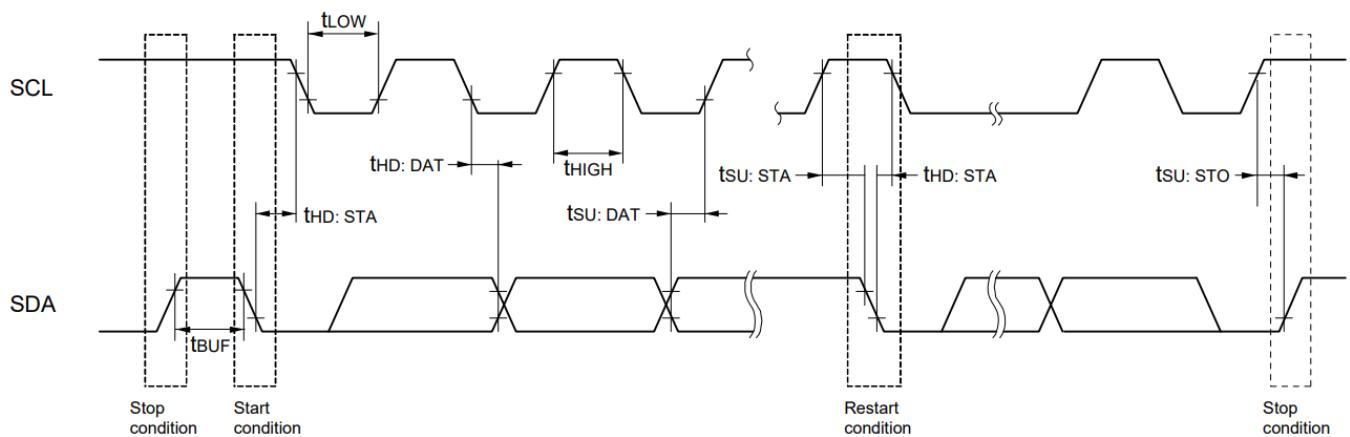 tLOW
SCL
tHD: DAT
tHIGH
tSU: STA
tHD: STA
tSU: STO
tHD: STA
tSU: DAT
SDA
tBUF
Stop
condition
Start
condition
Restart
condition
Stop
condition